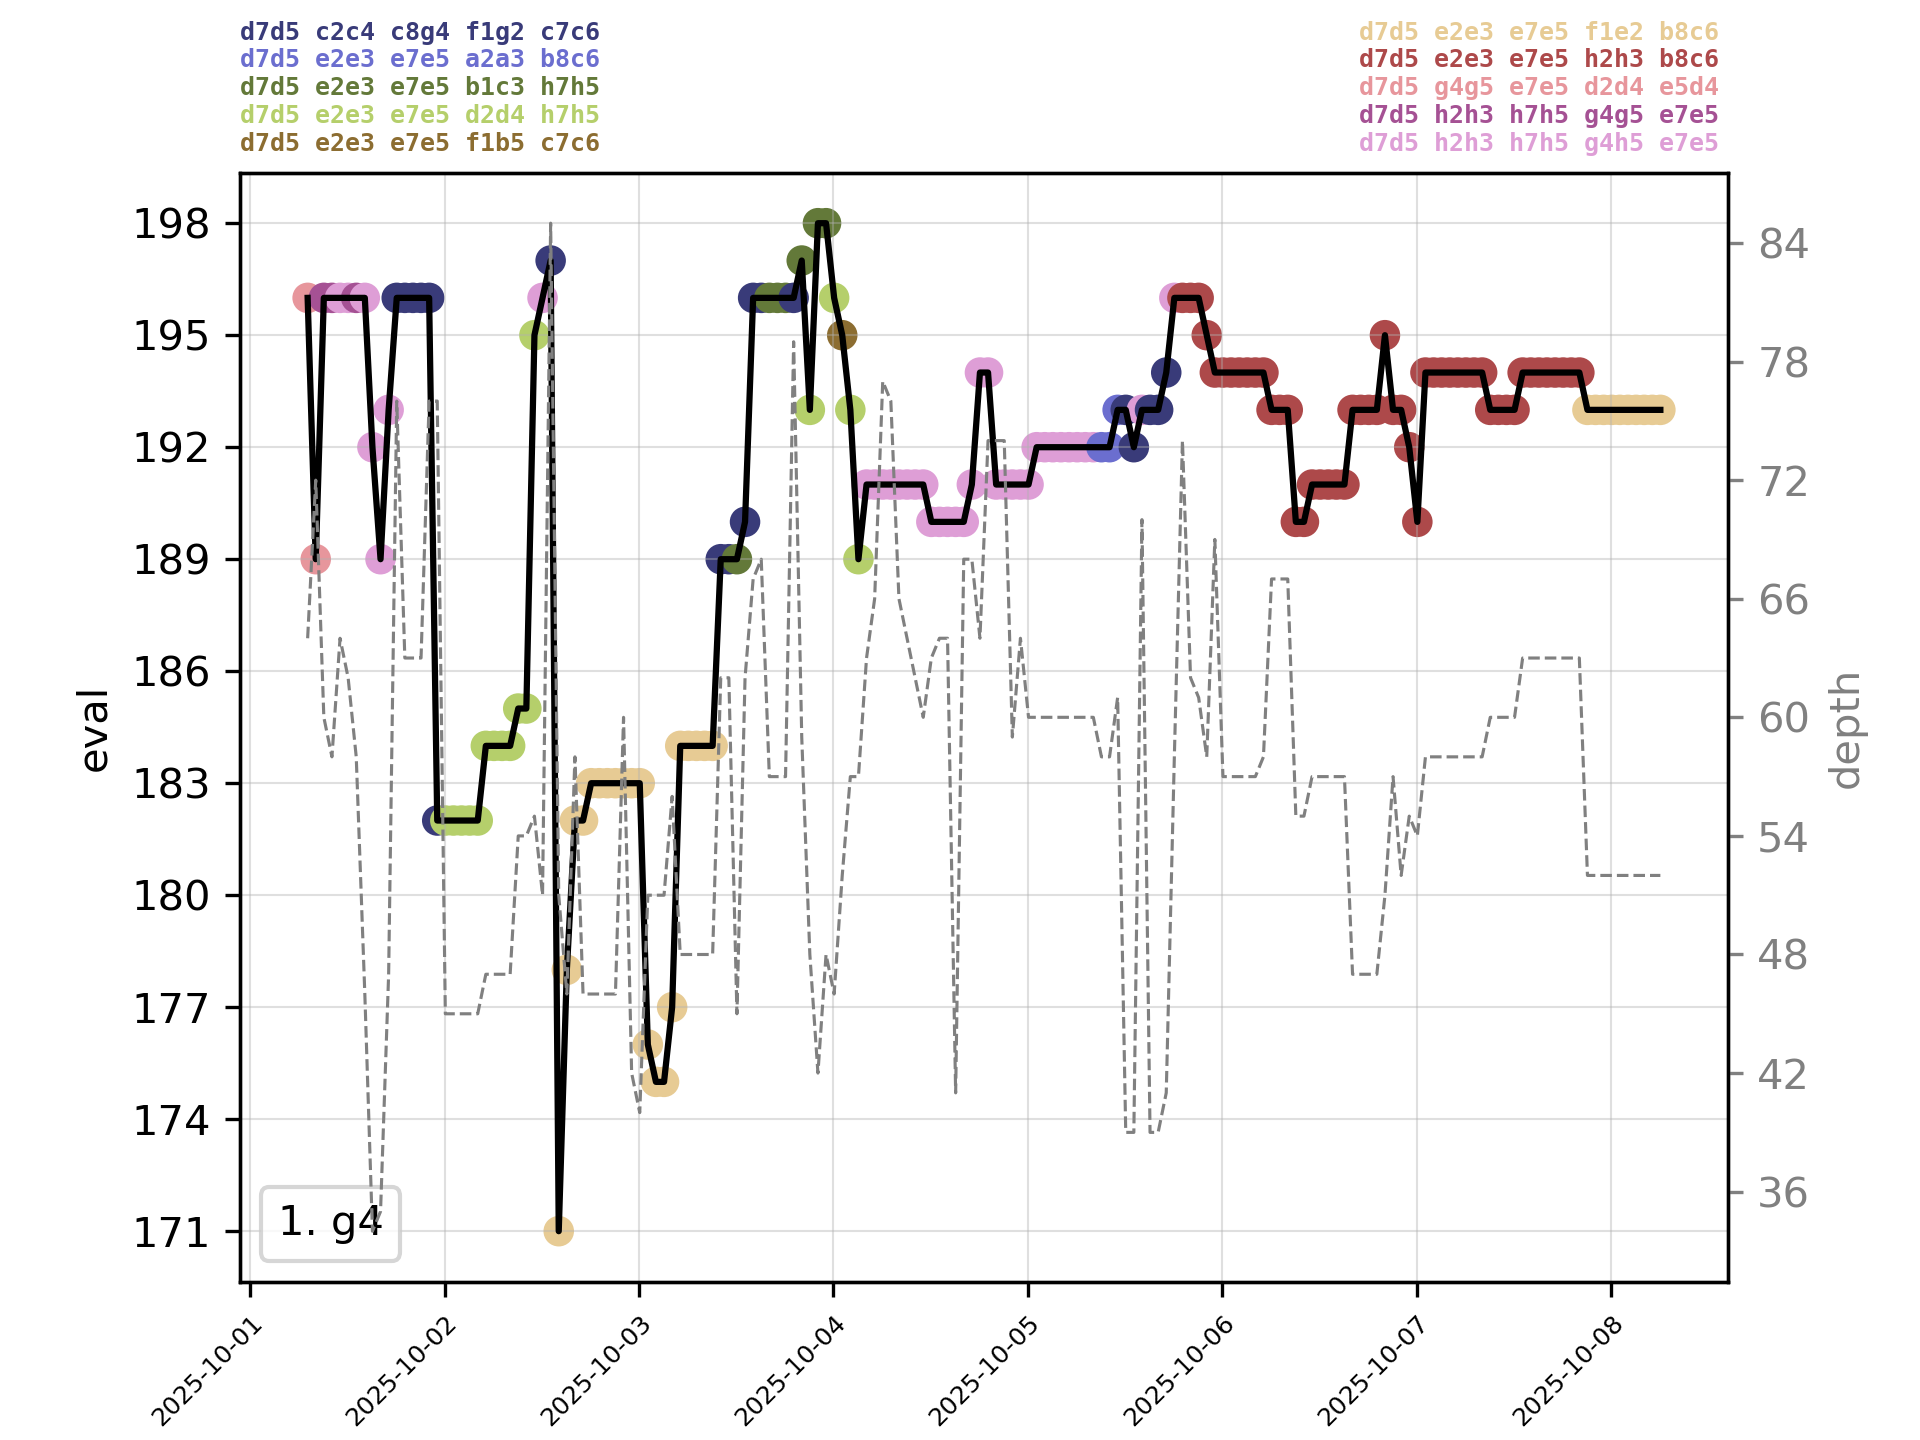 d7d5 c2c4 c8g4 f1g2 c7c6
d7d5 e2e3 e7e5 a2a3 b8c6
d7d5 e2e3 e7e5 b1c3 h7h5
d7d5 e2e3 e7e5 d2d4 h7h5
d7d5 e2e3 e7e5 f1b5 c7c6
d7d5 e2e3 e7e5 f1e2 b8c6
d7d5 e2e3 e7e5 h2h3 b8c6
d7d5 g4g5 e7e5 d2d4 e5d4
d7d5 h2h3 h7h5 g4g5 e7e5
d7d5 h2h3 h7h5 g4h5 e7e5
eval
198
195
192
189
186
183
180
177
174
171
1. g4
84
78
72
66
60
54
48
42
36
depth
2025-10-01
2025-10-02
2025-10-03
2025-10-04
2025-10-05
2025-10-06
2025-10-07
2025-10-08